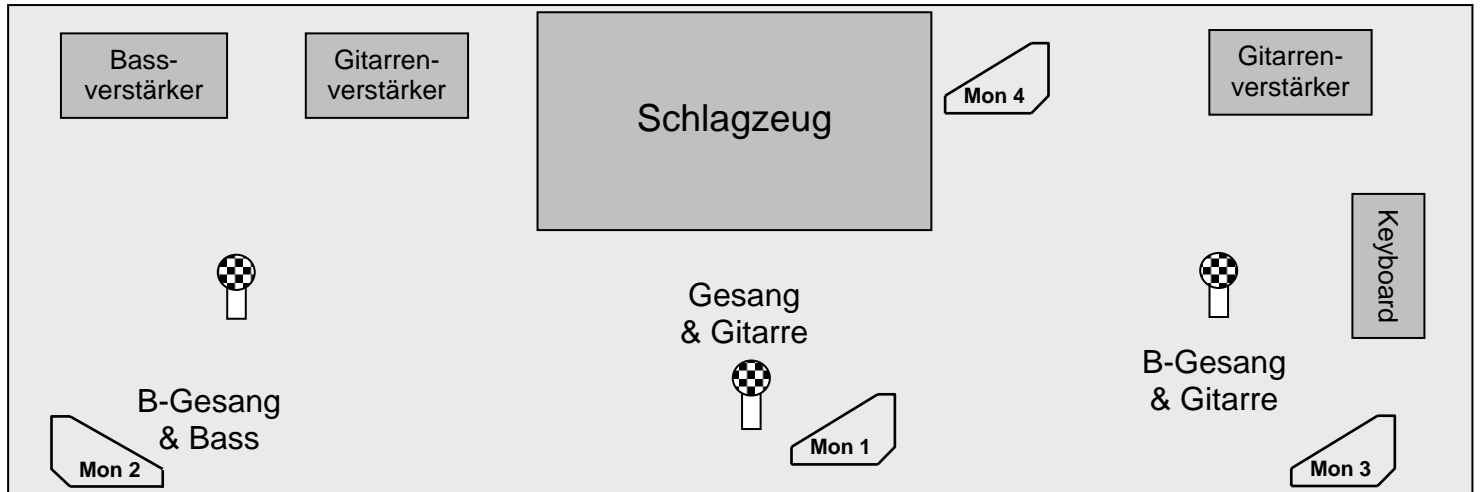 Bass-
verstärker
Gitarren-
verstärker
Schlagzeug
Mon 4
Gitarren-
verstärker
Keyboard
Gesang
& Gitarre
B-Gesang
& Gitarre
B-Gesang
& Bass
Mon 2
Mon 1
Mon 3